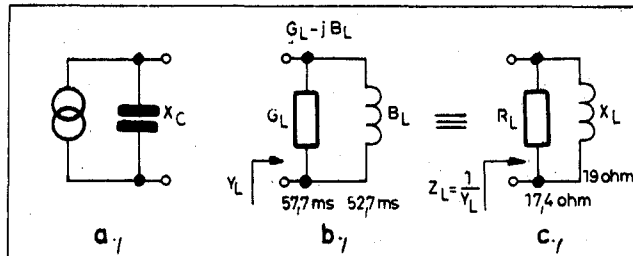 G_L-jB_L
X_C
G_L
B_L
R_L
X_L
Y_L
Z_L=1/Y_L
57,7 ms
52,7 ms
17,4 ohm
19 ohm
a./
b./
c./